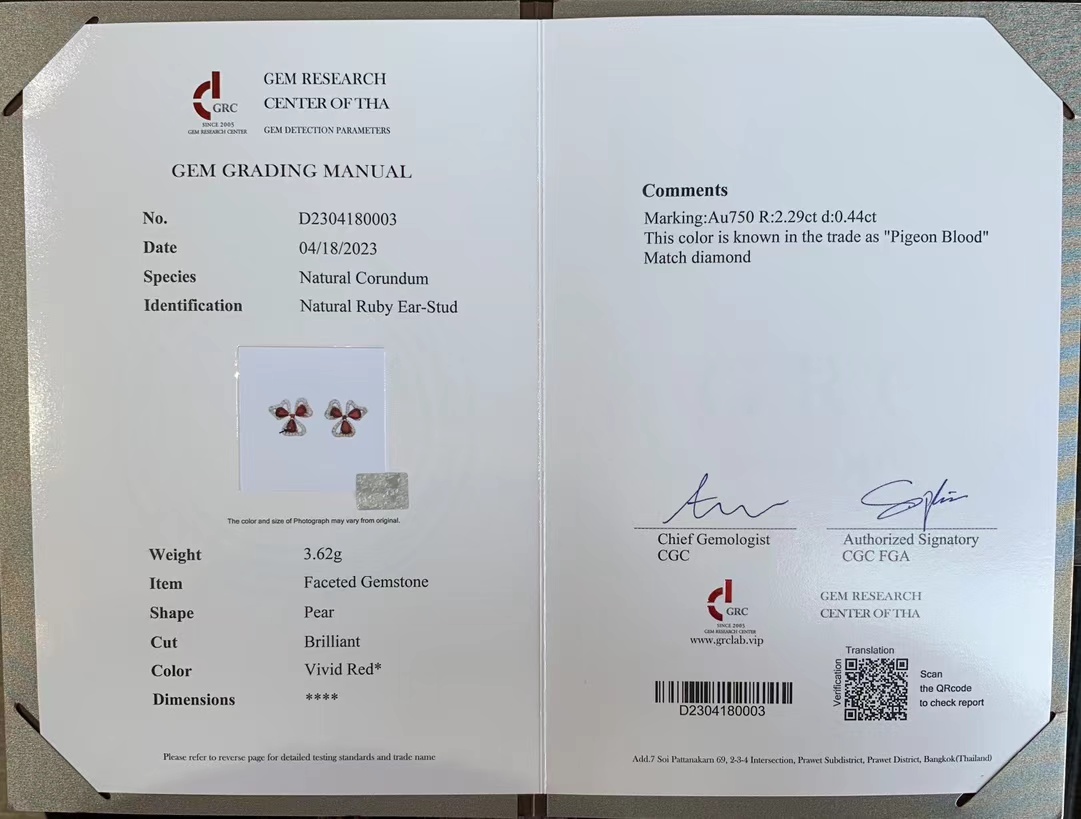 GRC
SINCE 2005
GEM RESEARCH CENTER
GEM RESEARCH
CENTER OF THA
GEM DETECTION PARAMETERS
GEM GRADING MANUAL
No. D2304180003
Date 04/18/2023
Species Natural Corundum
Identification Natural Ruby Ear-Stud
The color and size of Photograph may vary from original.
Weight 3.62g
Item Faceted Gemstone
Shape Pear
Cut Brilliant
Color Vivid Red*
Dimensions ****
Please refer to reverse page for detailed testing standards and trade name
Comments
Marking:Au750 R:2.29ct d:0.44ct
This color is known in the trade as "Pigeon Blood"
Match diamond
Chief Gemologist
CGC
Authorized Signatory
CGC FGA
GRC
SINCE 2005
GEM RESEARCH CENTER
www.grclab.vip
GEM RESEARCH
CENTER OF THA
D2304180003
Translation
Verification
Scan
the QRcode
to check report
Add.7 Soi Pattanakarn 69, 2-3-4 Intersection, Prawet Subdistrict, Prawet District, Bangkok(Thailand)